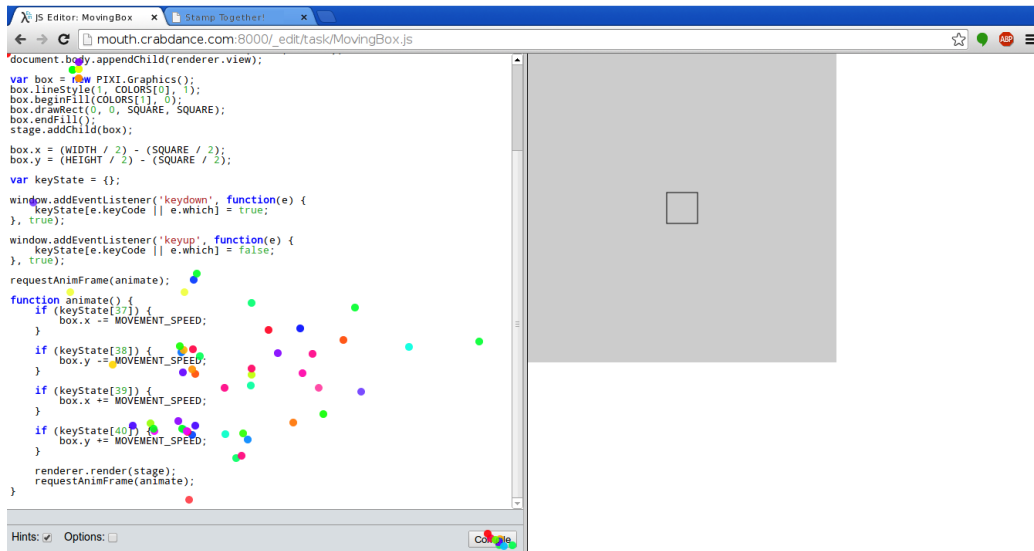 JS Editor: MovingBox × Stamp Together! ×
mouth.crabdance.com:8000/_edit/task/MovingBox.js ABP
document.body.appendChild(renderer.view);
var box = new PIXI.Graphics();
box.lineStyle(1, COLORS[0], 1);
box.beginFill(COLORS[1], 0);
box.drawRect(0, 0, SQUARE, SQUARE);
box.endFill();
stage.addChild(box);
box.x = (WIDTH / 2) - (SQUARE / 2);
box.y = (HEIGHT / 2) - (SQUARE / 2);
var keyState = {};
window.addEventListener('keydown', function(e) {
keyState[e.keyCode || e.which] = true;
}, true);
window.addEventListener('keyup', function(e) {
keyState[e.keyCode || e.which] = false;
}, true);
requestAnimFrame(animate);
function animate() {
if (keyState[37]) {
box.x -= MOVEMENT_SPEED;
}
if (keyState[38]) {
box.y -= MOVEMENT_SPEED;
}
if (keyState[39]) {
box.x += MOVEMENT_SPEED;
}
if (keyState[40]) {
box.y += MOVEMENT_SPEED;
}
renderer.render(stage);
requestAnimFrame(animate);
}
Hints: Options: